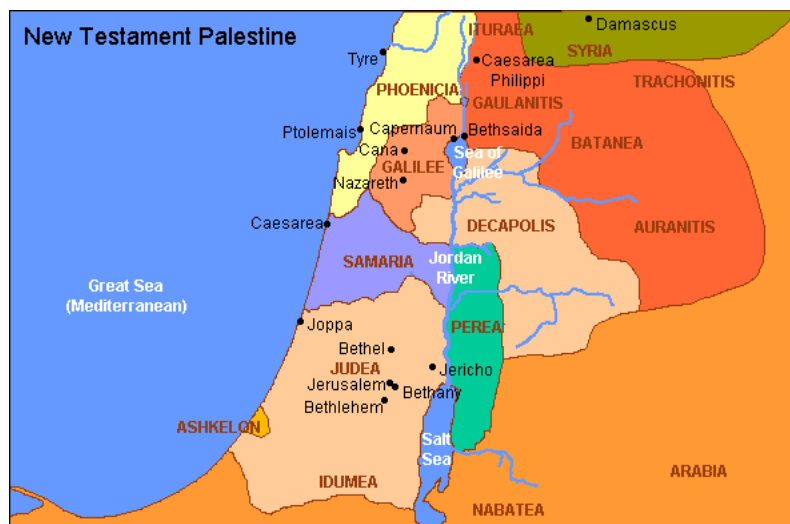 New Testament Palestine
ITURAEA
Damascus
SYRIA
Tyre
Caesarea
Philippi
TRACHONITIS
PHOENICIA
GAULANITIS
Ptolemais
Capernaum
Bethsaida
BATANEA
Cana
Sea of
Galilee
GALILEE
Nazareth
Caesarea
DECAPOLIS
AURANITIS
SAMARIA
Jordan
River
Great Sea
(Mediterranean)
Joppa
PEREA
Bethel
JUDEA
Jericho
Jerusalem
Bethany
Bethlehem
ASHKELON
Salt
Sea
IDUMEA
ARABIA
NABATEA